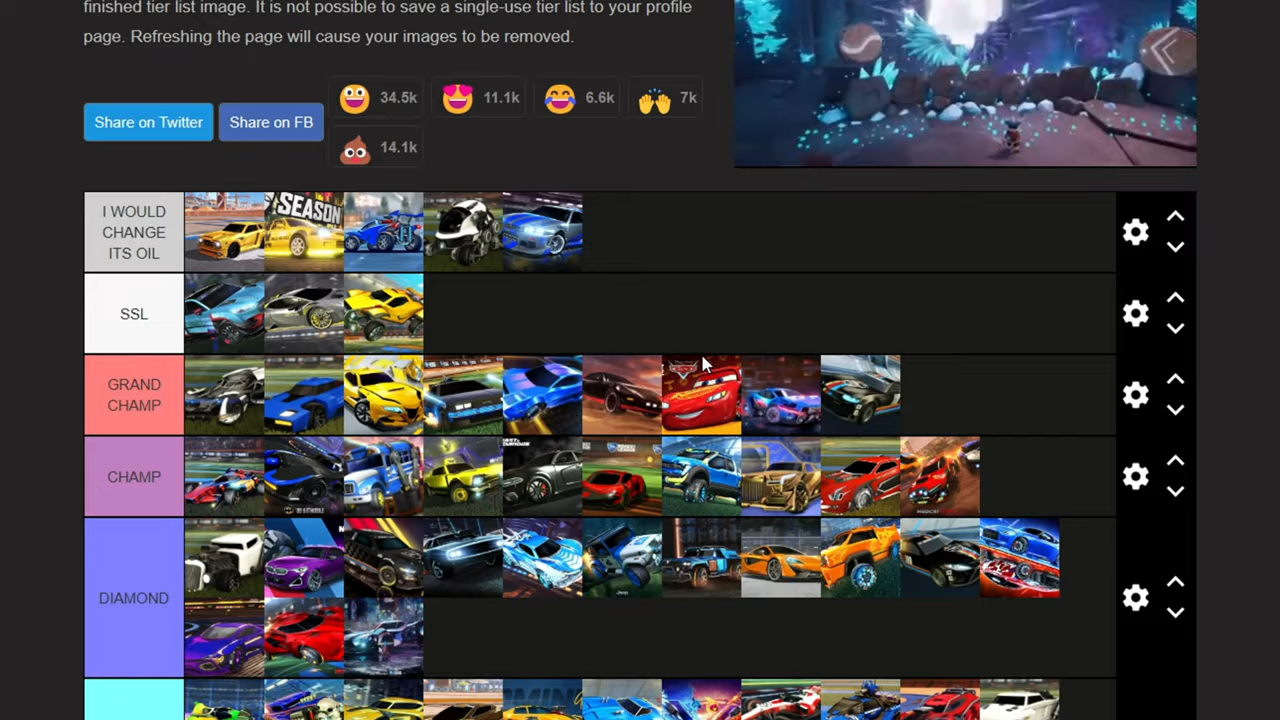 finished tier list image. It is not possible to save a single-use tier list to your profile
page. Refreshing the page will cause your images to be removed.
34.5k
11.1k
6.6k
7k
Share on Twitter
Share on FB
14.1k
I WOULD
CHANGE
ITS OIL
SEASON
SSL
GRAND
CHAMP
CHAMP
DIAMOND